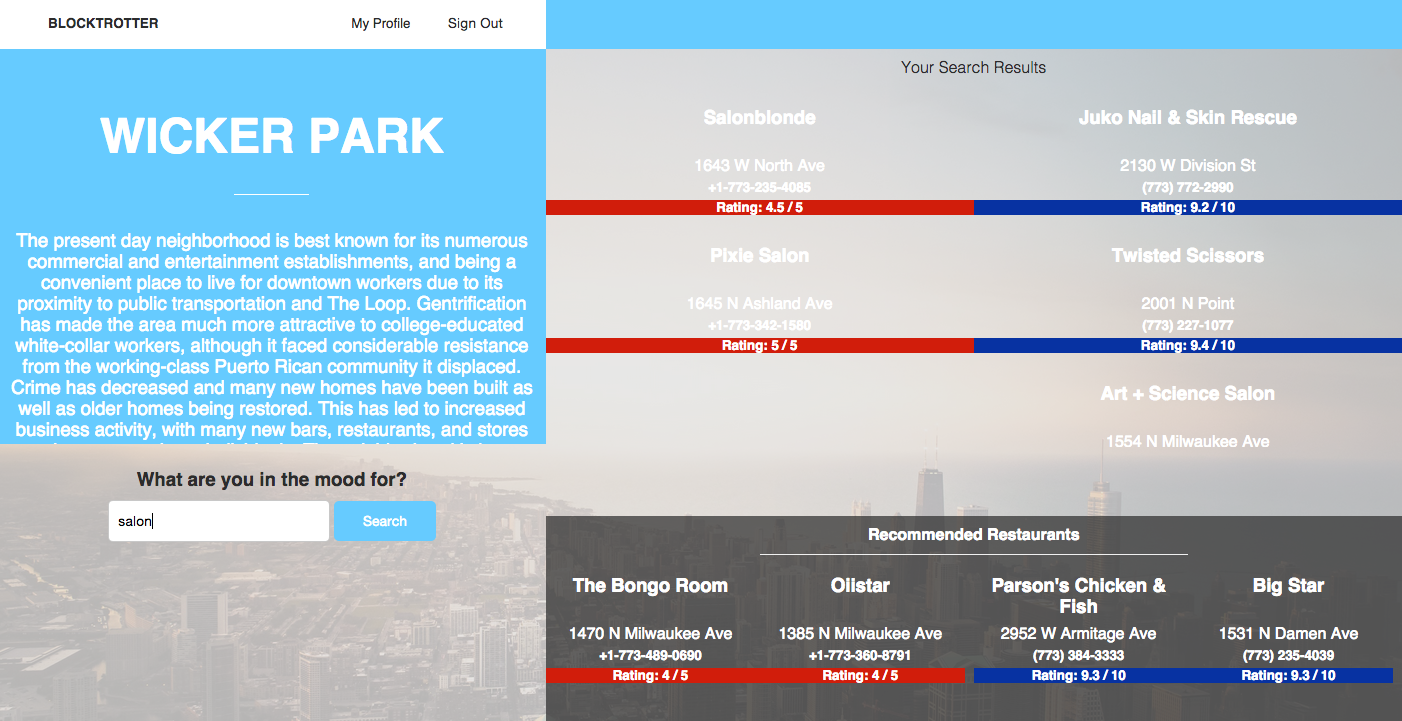 BLOCKTROTTER
My Profile
Sign Out
WICKER PARK
The present day neighborhood is best known for its numerous
commercial and entertainment establishments, and being a
convenient place to live for downtown workers due to its
proximity to public transportation and The Loop. Gentrification
has made the area much more attractive to college-educated
white-collar workers, although it faced considerable resistance
from the working-class Puerto Rican community it displaced.
Crime has decreased and many new homes have been built as
well as older homes being restored. This has led to increased
business activity, with many new bars, restaurants, and stores
What are you in the mood for?
salon
Search
Your Search Results
Salonblonde
1643 W North Ave
+1-773-235-4085
Rating: 4.5 / 5
Juko Nail & Skin Rescue
2130 W Division St
(773) 772-2990
Rating: 9.2 / 10
Pixie Salon
1645 N Ashland Ave
+1-773-342-1580
Rating: 5 / 5
Twisted Scissors
2001 N Point
(773) 227-1077
Rating: 9.4 / 10
Art + Science Salon
1554 N Milwaukee Ave
Recommended Restaurants
The Bongo Room
1470 N Milwaukee Ave
+1-773-489-0690
Rating: 4 / 5
Oiistar
1385 N Milwaukee Ave
+1-773-360-8791
Rating: 4 / 5
Parson's Chicken &
Fish
2952 W Armitage Ave
(773) 384-3333
Rating: 9.3 / 10
Big Star
1531 N Damen Ave
(773) 235-4039
Rating: 9.3 / 10